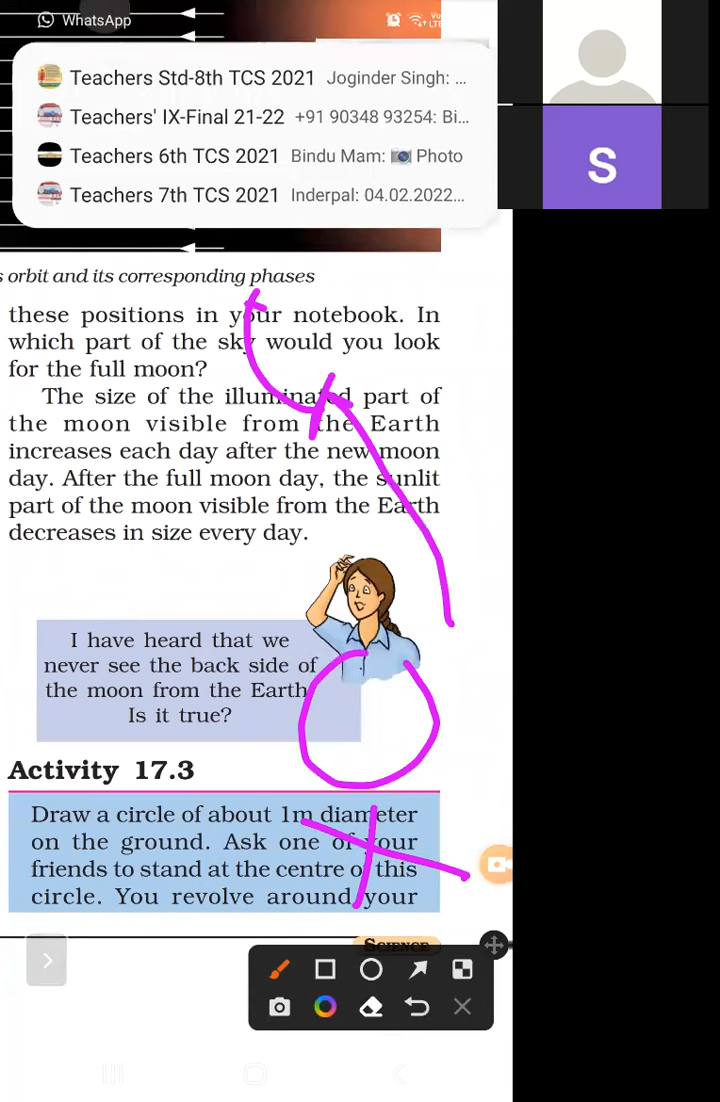 WhatsApp
Teachers Std-8th TCS 2021 Joginder Singh: ...
Teachers' IX-Final 21-22 +91 90348 93254: Bi...
Teachers 6th TCS 2021 Bindu Mam: 📷 Photo
Teachers 7th TCS 2021 Inderpal: 04.02.2022...
S
s orbit and its corresponding phases
these positions in your notebook. In
which part of the sky would you look
for the full moon?
The size of the illuminated part of
the moon visible from the Earth
increases each day after the new moon
day. After the full moon day, the sunlit
part of the moon visible from the Earth
decreases in size every day.
I have heard that we
never see the back side of
the moon from the Earth
Is it true?
Activity 17.3
Draw a circle of about 1m diameter
on the ground. Ask one of your
friends to stand at the centre of this
circle. You revolve around your
SCIENCE